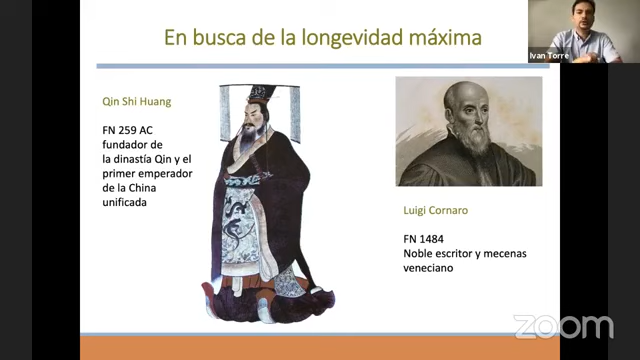 En busca de la longevidad máxima
Ivan Torre
Qin Shi Huang
FN 259 AC
fundador de
la dinastía Qin y el
primer emperador
de la China
unificada
Luigi Cornaro
FN 1484
Noble escritor y mecenas
veneciano
zoom